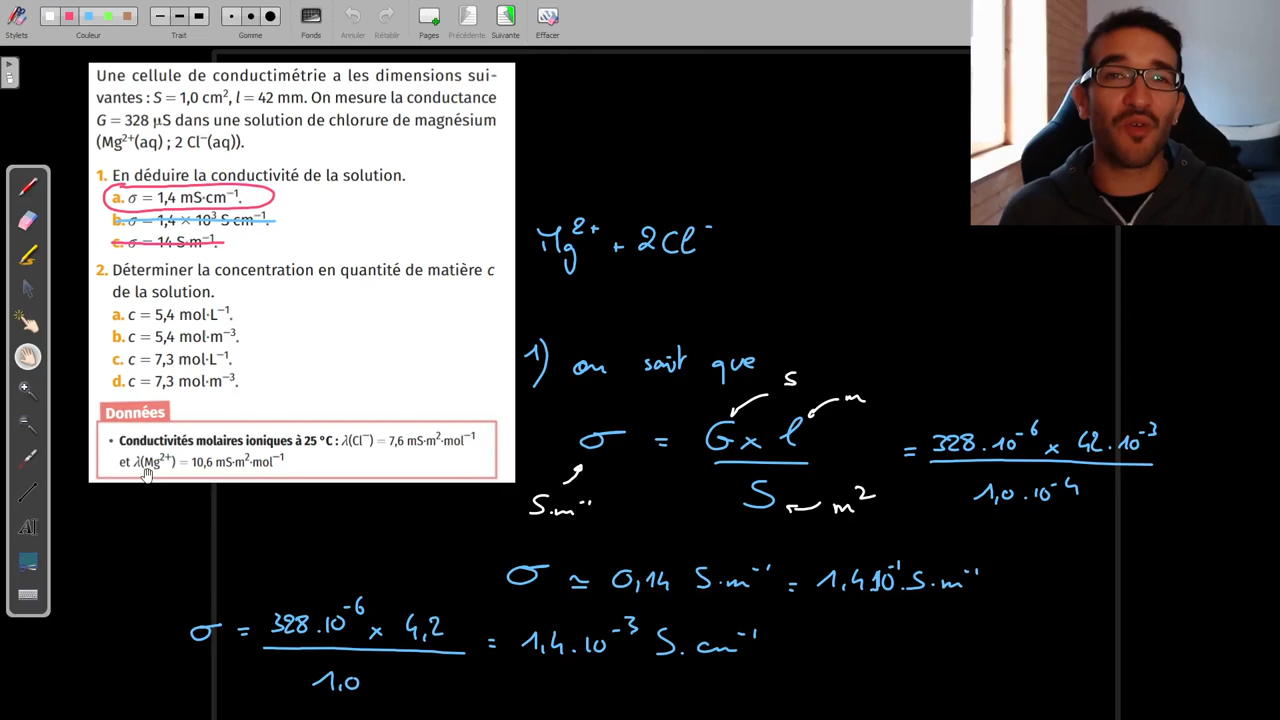 Stylets
Couleur
Trait
Gomme
Fonds
Annuler
Rétablir
Pages
Précédente
Suivante
Effacer
Une cellule de conductimétrie a les dimensions sui-
vantes : S = 1,0 cm², l = 42 mm. On mesure la conductance
G = 328 µS dans une solution de chlorure de magnésium
(Mg²⁺(aq) ; 2 Cl⁻(aq)).
1. En déduire la conductivité de la solution.
a. σ = 1,4 mS·cm⁻¹.
b. σ = 1,4 × 10³ S·cm⁻¹.
c. σ = 14 S·m⁻¹.
2. Déterminer la concentration en quantité de matière c
de la solution.
a. c = 5,4 mol·L⁻¹.
b. c = 5,4 mol·m⁻³.
c. c = 7,3 mol·L⁻¹.
d. c = 7,3 mol·m⁻³.
Données
• Conductivités molaires ioniques à 25 °C : λ(Cl⁻) = 7,6 mS·m²·mol⁻¹
et λ(Mg²⁺) = 10,6 mS·m²·mol⁻¹
AI
Mg²⁺ + 2Cl⁻
1) on sait que
S
m
σ = G × l / S = 328.10⁻⁶ × 42.10⁻³ / 1,0.10⁻⁴
S.m⁻¹
m²
σ ≃ 0,14 S.m⁻¹ = 1,4.10⁻¹.S.m⁻¹
σ = 328.10⁻⁶ × 4,2 / 1,0 = 1,4.10⁻³ S.cm⁻¹